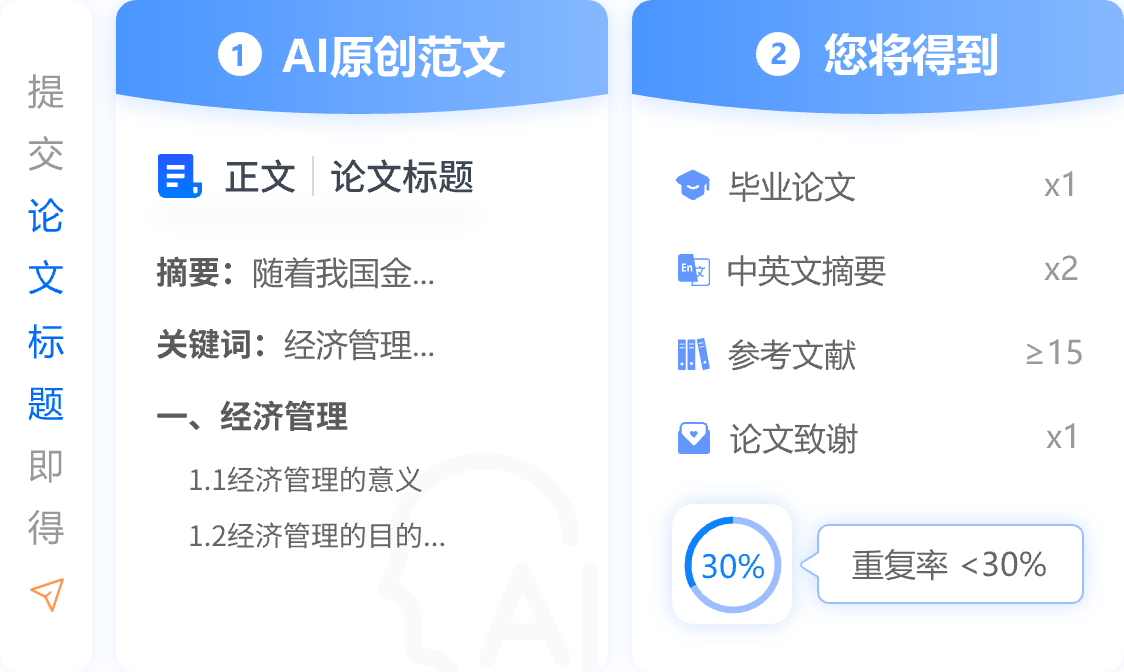 提交论文标题即得
1 AI原创范文
正文 论文标题
摘要：随着我国金...
关键词：经济管理...
一、经济管理
1.1经济管理的意义
1.2经济管理的目的...
AI
2 您将得到
毕业论文 x1
En 文 中英文摘要 x2
参考文献 ≥15
论文致谢 x1
30% 重复率 <30%